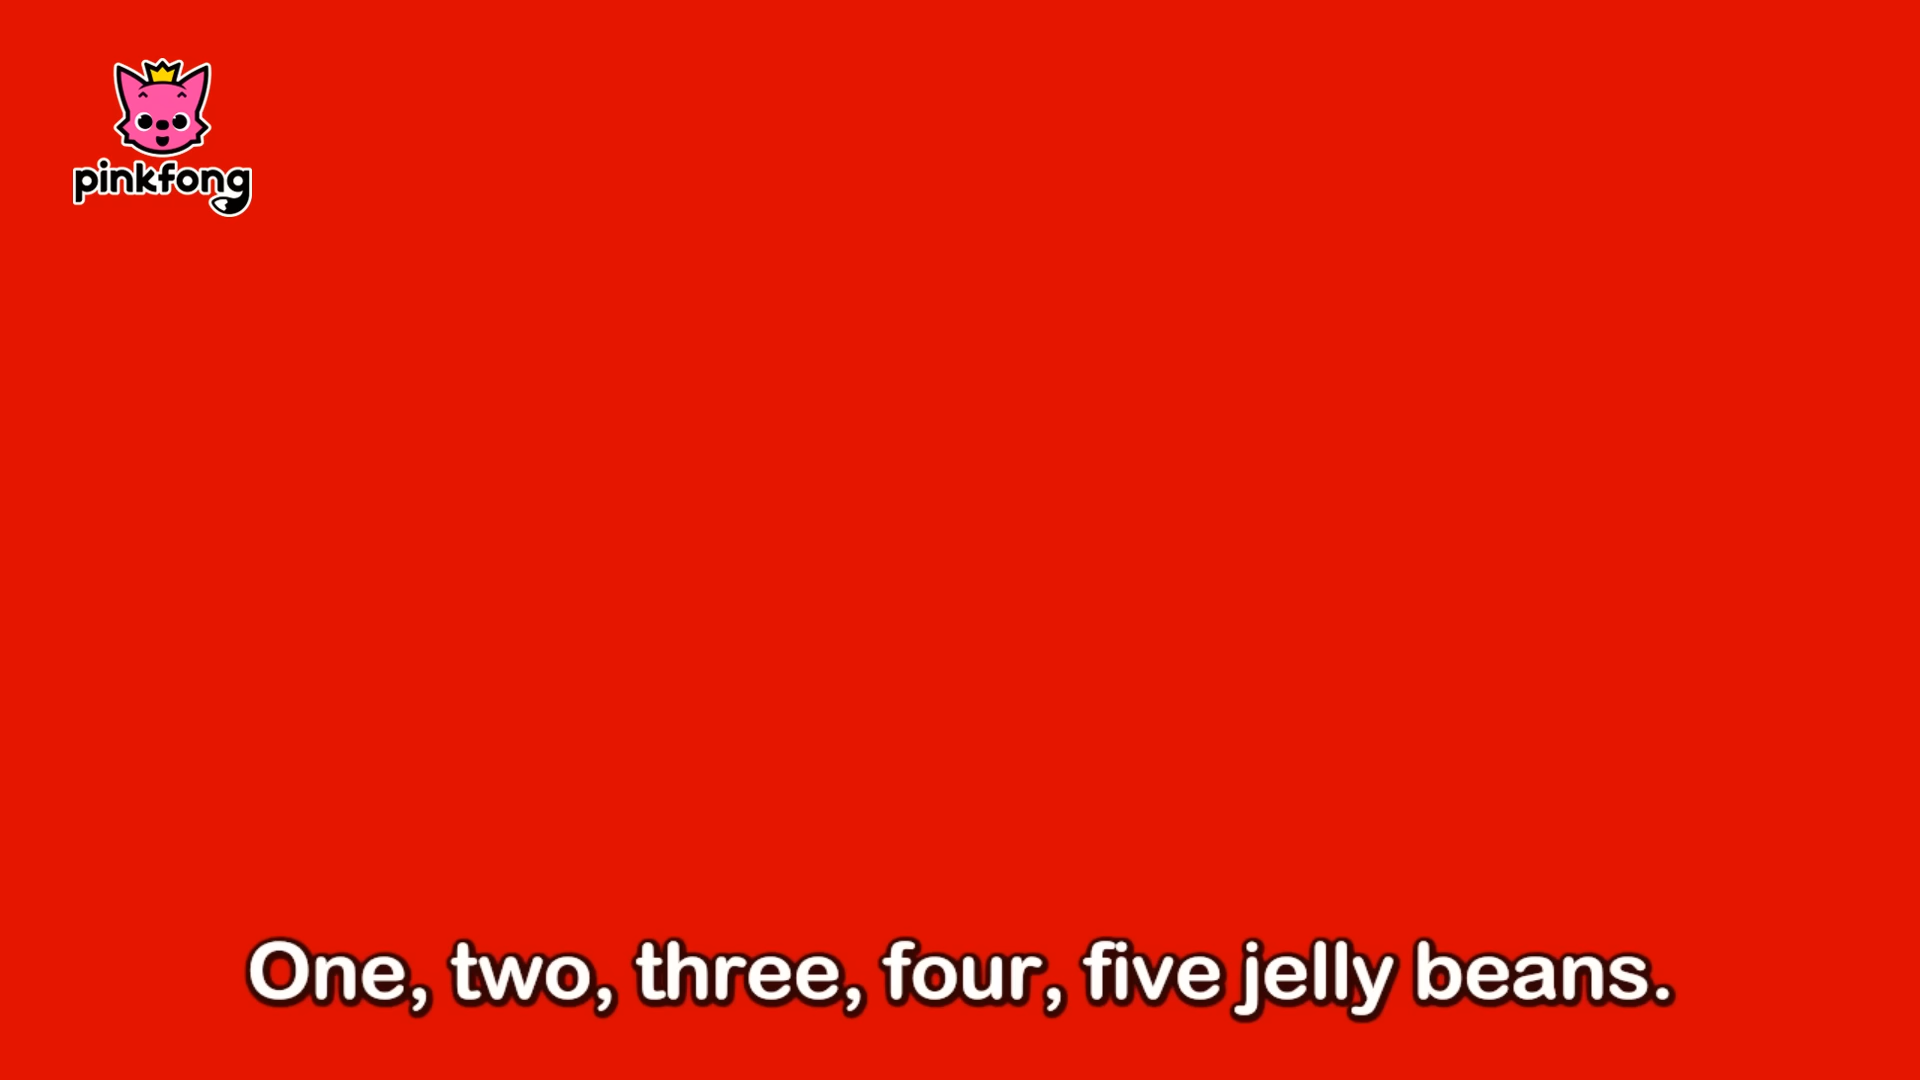 pinkfong
One, two, three, four, five jelly beans.